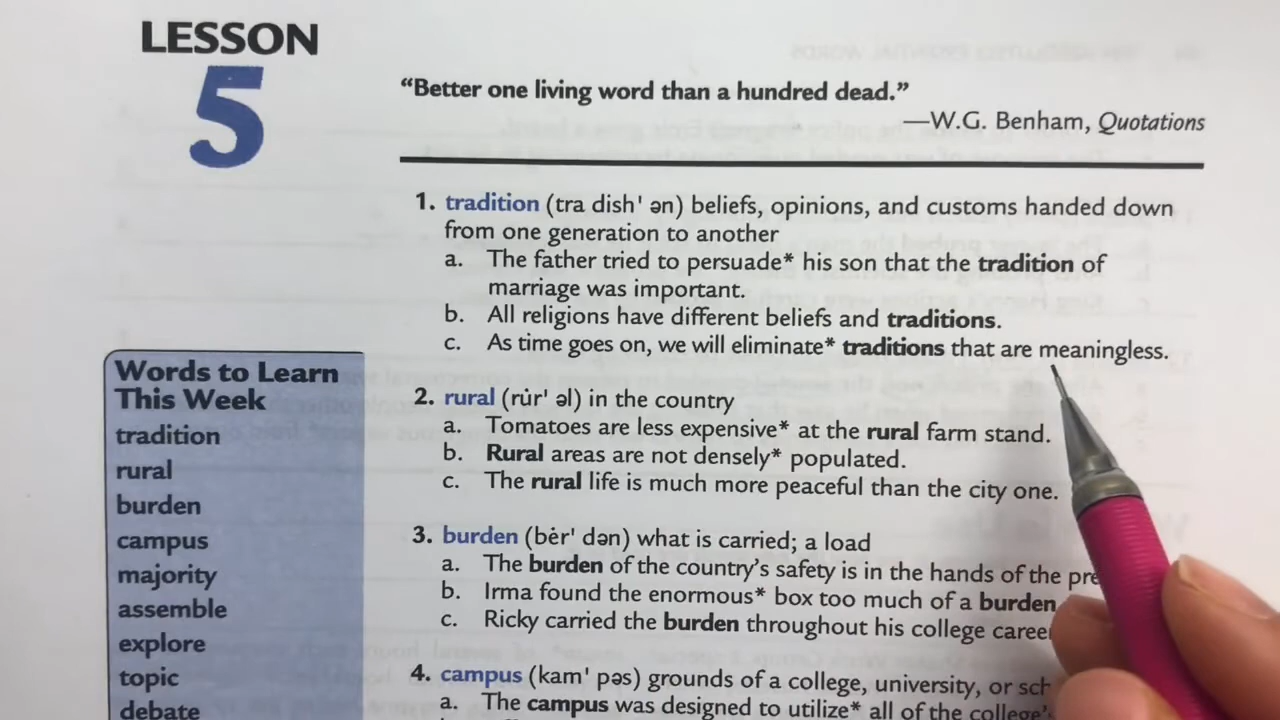 LESSON
5
“Better one living word than a hundred dead.”
—W.G. Benham, Quotations
1. tradition (tra dish' ən) beliefs, opinions, and customs handed down
from one generation to another
a. The father tried to persuade* his son that the tradition of
marriage was important.
b. All religions have different beliefs and traditions.
c. As time goes on, we will eliminate* traditions that are meaningless.
2. rural (ru̇r' əl) in the country
a. Tomatoes are less expensive* at the rural farm stand.
b. Rural areas are not densely* populated.
c. The rural life is much more peaceful than the city one.
3. burden (bėr' dən) what is carried; a load
a. The burden of the country’s safety is in the hands of the
b. Irma found the enormous* box too much of a burden
c. Ricky carried the burden throughout his college
4. campus (kam' pəs) grounds of a college, university, or
a. The campus was designed to utilize* all of the college’s
Words to Learn
This Week
tradition
rural
burden
campus
majority
assemble
explore
topic
debate